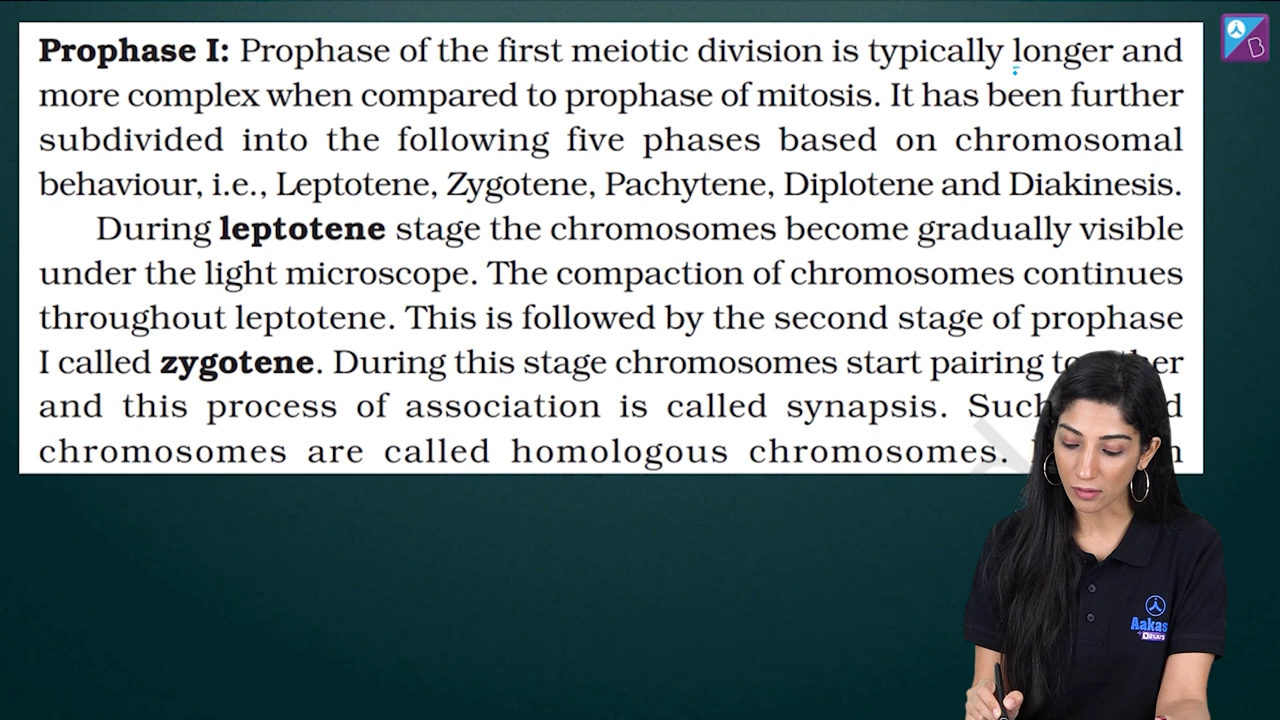 Prophase I: Prophase of the first meiotic division is typically longer and
more complex when compared to prophase of mitosis. It has been further
subdivided into the following five phases based on chromosomal
behaviour, i.e., Leptotene, Zygotene, Pachytene, Diplotene and Diakinesis.
During leptotene stage the chromosomes become gradually visible
under the light microscope. The compaction of chromosomes continues
throughout leptotene. This is followed by the second stage of prophase
I called zygotene. During this stage chromosomes start pairing
and this process of association is called synapsis. Such
chromosomes are called homologous chromosomes.
B
Aakas
BYJU'S